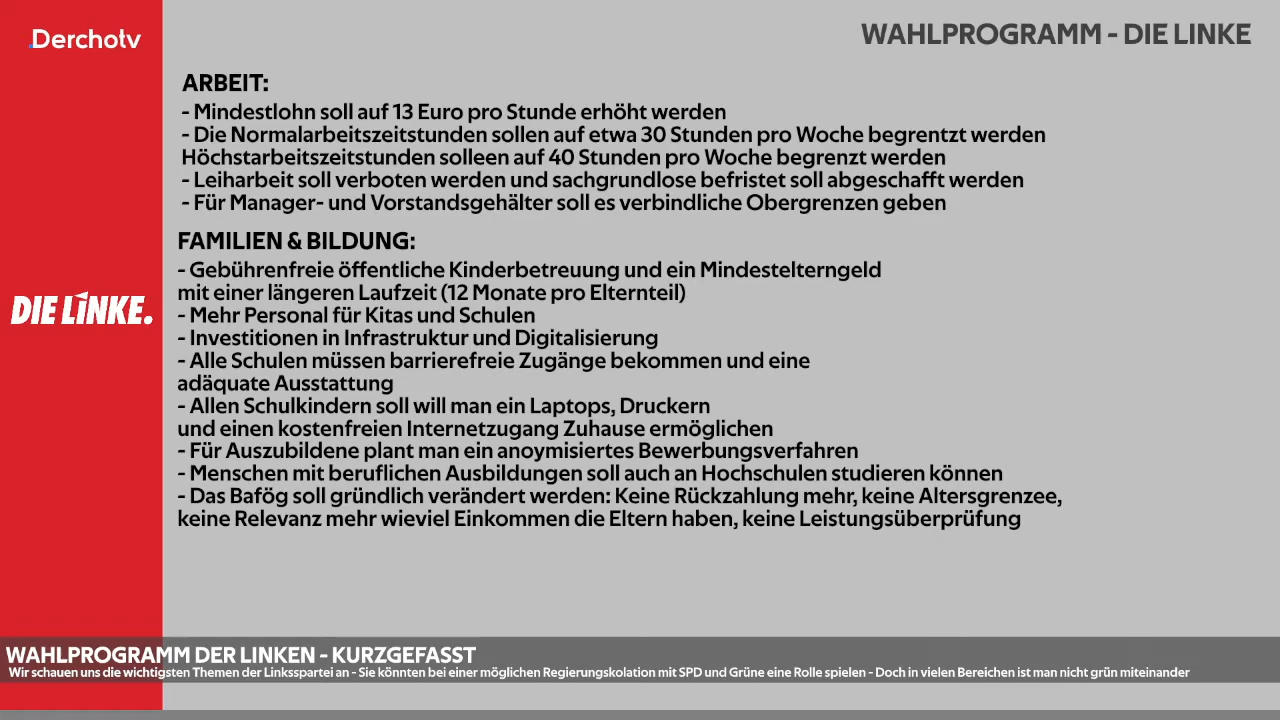 Derchotv
WAHLPROGRAMM - DIE LINKE
ARBEIT:
- Mindestlohn soll auf 13 Euro pro Stunde erhöht werden
- Die Normalarbeitszeitstunden sollen auf etwa 30 Stunden pro Woche begrentzt werden
Höchstarbeitszeitstunden solleen auf 40 Stunden pro Woche begrenzt werden
- Leiharbeit soll verboten werden und sachgrundlose befristet soll abgeschafft werden
- Für Manager- und Vorstandsgehälter soll es verbindliche Obergrenzen geben
FAMILIEN & BILDUNG:
- Gebührenfreie öffentliche Kinderbetreuung und ein Mindestelterngeld
mit einer längeren Laufzeit (12 Monate pro Elternteil)
- Mehr Personal für Kitas und Schulen
- Investitionen in Infrastruktur und Digitalisierung
- Alle Schulen müssen barrierefreie Zugänge bekommen und eine
adäquate Ausstattung
- Allen Schulkindern soll will man ein Laptops, Druckern
und einen kostenfreien Internetzugang Zuhause ermöglichen
- Für Auszubildene plant man ein anoymisiertes Bewerbungsverfahren
- Menschen mit beruflichen Ausbildungen soll auch an Hochschulen studieren können
- Das Bafög soll gründlich verändert werden: Keine Rückzahlung mehr, keine Altersgrenzee,
keine Relevanz mehr wieviel Einkommen die Eltern haben, keine Leistungsüberprüfung
DIE LINKE.
WAHLPROGRAMM DER LINKEN - KURZGEFASST
Wir schauen uns die wichtigsten Themen der Linksspartei an - Sie könnten bei einer möglichen Regierungskolation mit SPD und Grüne eine Rolle spielen - Doch in vielen Bereichen ist man nicht grün miteinander